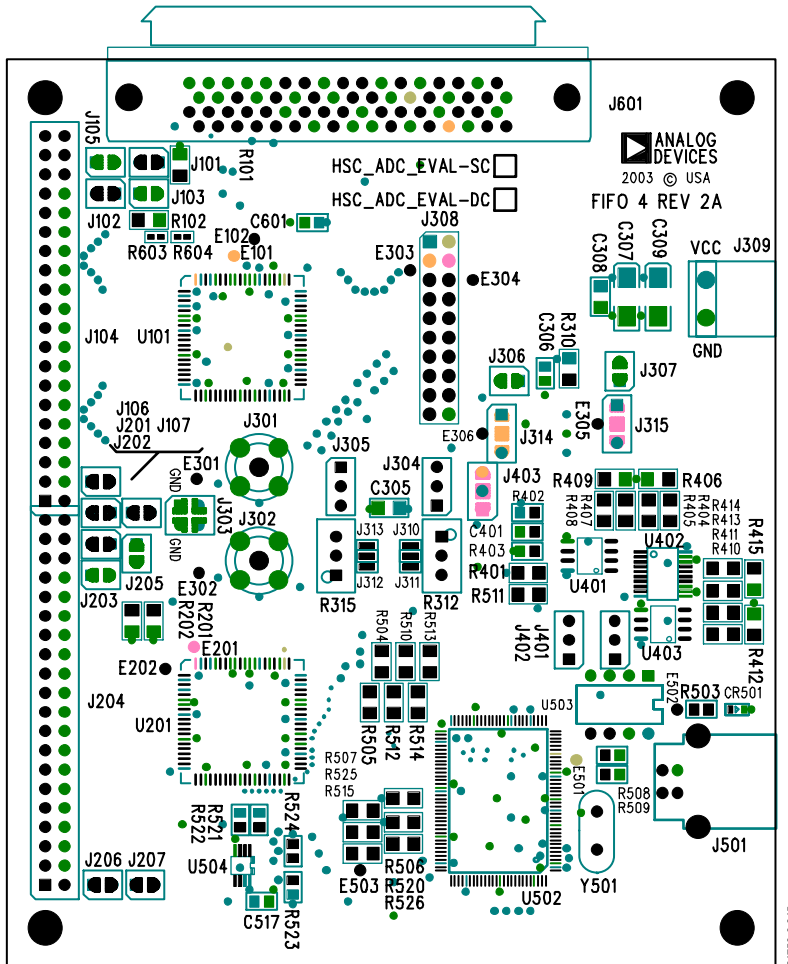 J601
J105
R101
J101
HSC_ADC_EVAL-SC
ANALOG
DEVICES
2003 © USA
HSC_ADC_EVAL-DC
FIFO 4 REV 2A
J103
J102
R102
C601
J308
R603
R604
E102
E101
E303
E304
C308
C307
C309
VCC
J309
GND
J104
U101
C306
R310
J306
J307
E305
J315
J106
J201
J107
J202
J301
E306
J314
E301
GND
J305
J304
J403
R409
R406
C305
R402
R408
R407
R405
R404
R414
R413
R411
R410
J303
J302
GND
J313
J310
C401
R403
U402
R415
J312
J311
R401
U401
J205
J203
E302
R315
R312
R511
R202
R201
R504
R510
R513
J402
J401
U403
R412
E201
E202
J204
U201
U503
E502
R503
CR501
R505
R512
R514
R507
R525
R515
E501
R508
R509
R522
R521
R524
U504
R506
R520
R526
E503
J501
J206
J207
U502
Y501
C517
R523